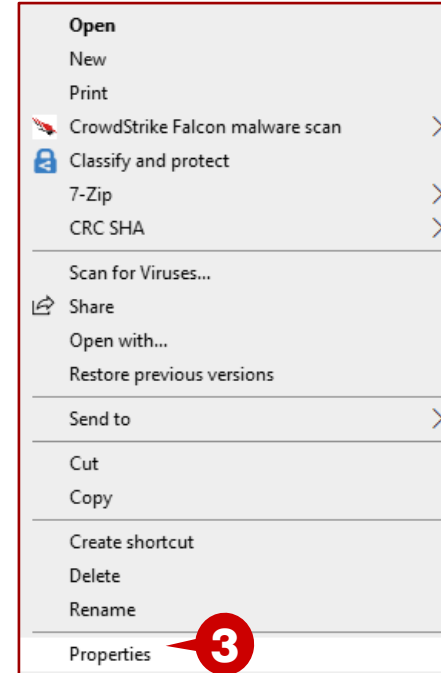 Open
New
Print
CrowdStrike Falcon malware scan
Classify and protect
7-Zip
CRC SHA
Scan for Viruses...
Share
Open with...
Restore previous versions
Send to
Cut
Copy
Create shortcut
Delete
Rename
Properties 3